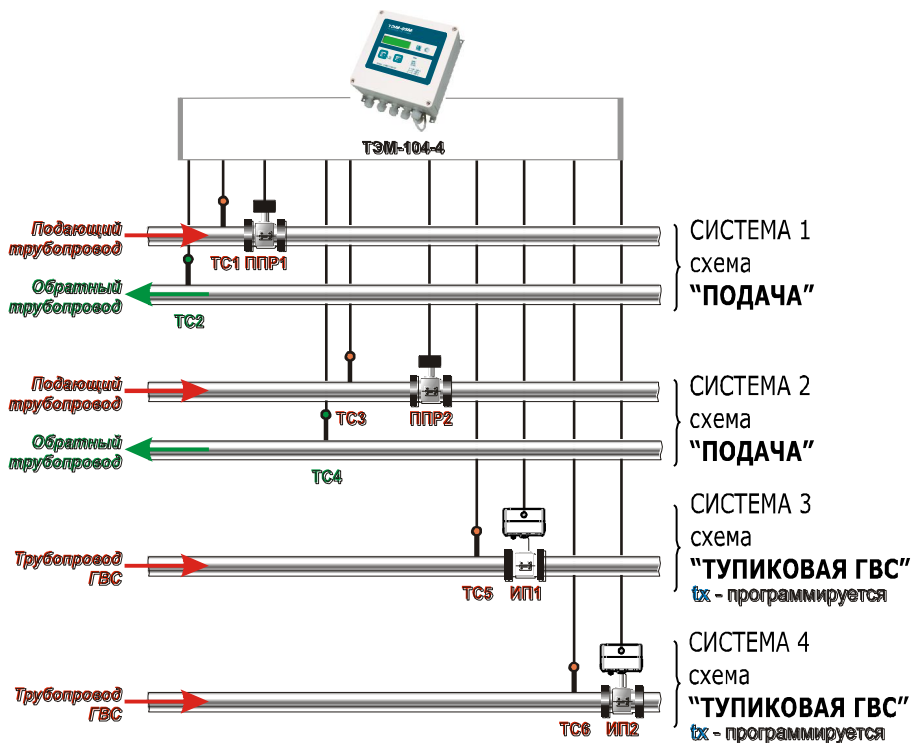 ТЭМ-104-4
Подающий
трубопровод
ТС1 ППР1
СИСТЕМА 1
схема
“ПОДАЧА”
Обратный
трубопровод
ТС2
Подающий
трубопровод
ТС3
ППР2
СИСТЕМА 2
схема
“ПОДАЧА”
Обратный
трубопровод
ТС4
Трубопровод
ГВС
ТС5
ИП1
СИСТЕМА 3
схема
“ТУПИКОВАЯ ГВС”
tx - программируется
Трубопровод
ГВС
ТС6
ИП2
СИСТЕМА 4
схема
“ТУПИКОВАЯ ГВС”
tx - программируется